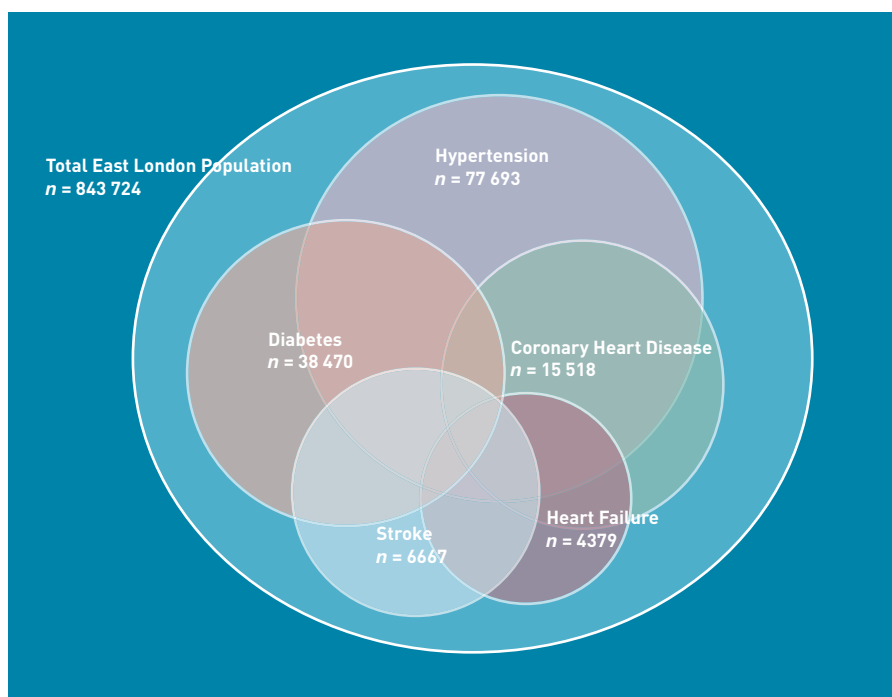 Total East London Population
n = 843 724
Hypertension
n = 77 693
Diabetes
n = 38 470
Coronary Heart Disease
n = 15 518
Stroke
n = 6667
Heart Failure
n = 4379